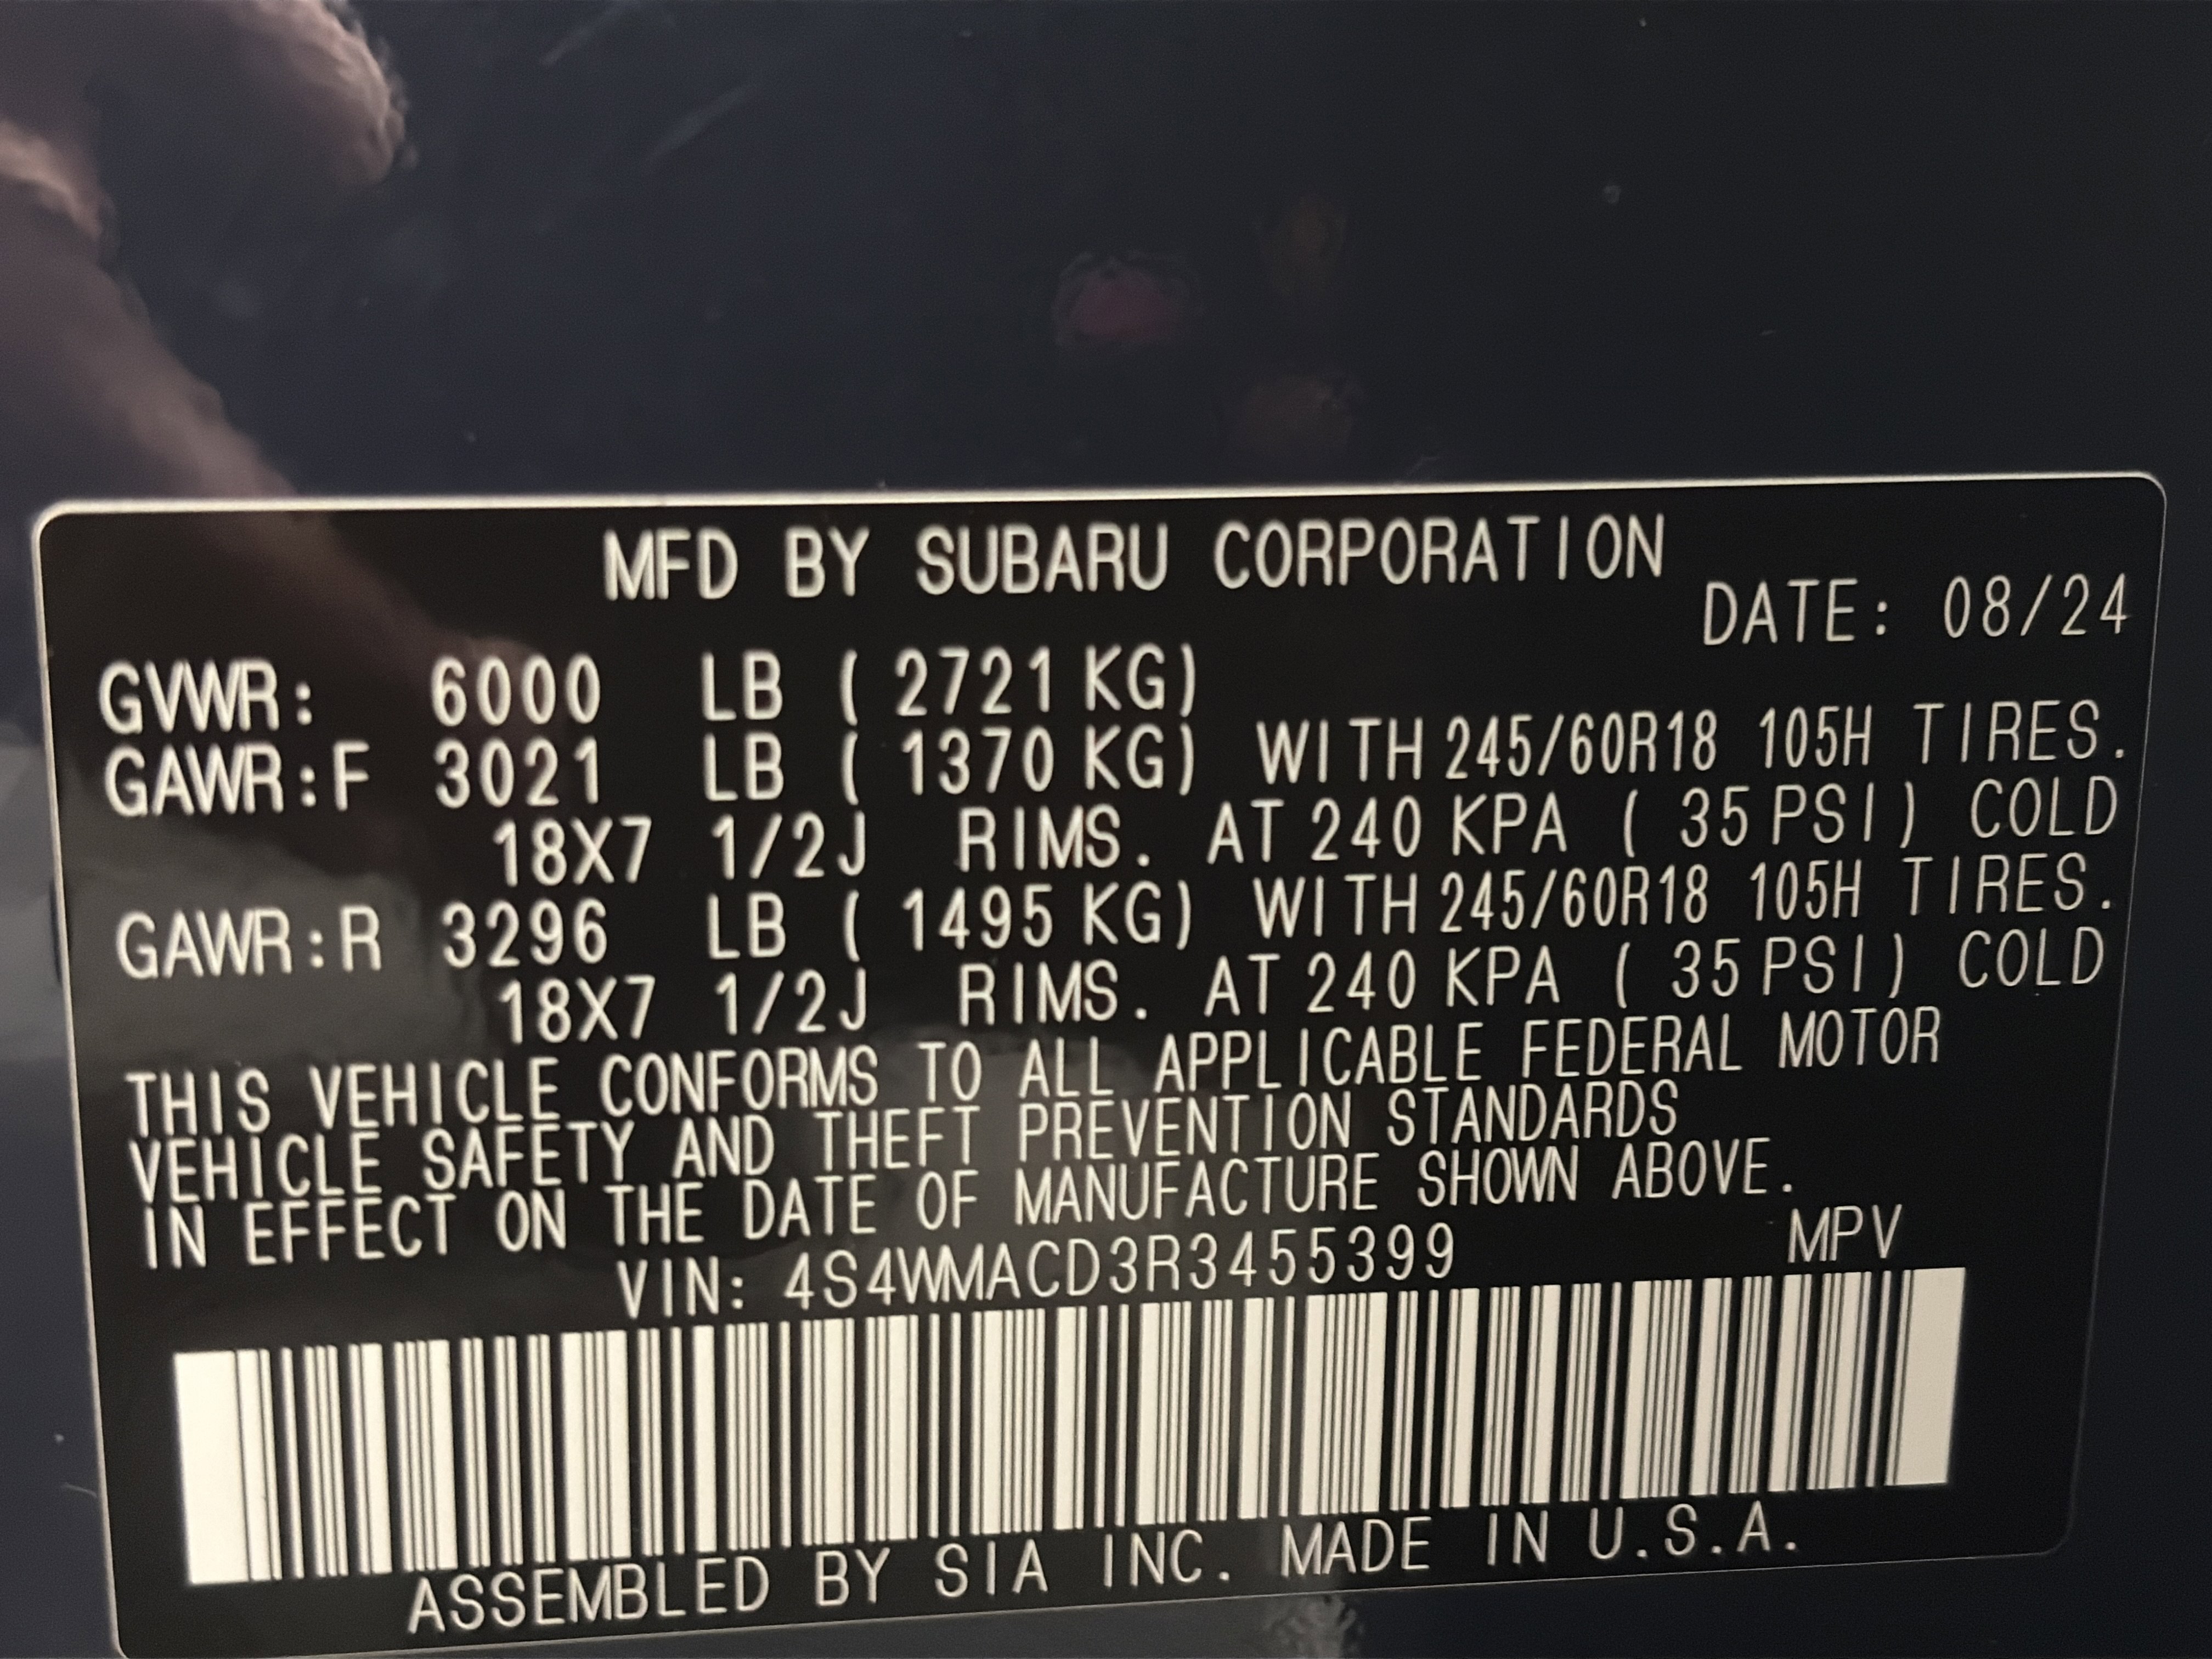 MFD BY SUBARU CORPORATION
DATE: 08/24
GVWR: 6000 LB ( 2721 KG)
GAWR:F 3021 LB ( 1370 KG) WITH 245/60R18 105H TIRES.
18X7 1/2J RIMS. AT 240 KPA ( 35 PSI) COLD
GAWR:R 3296 LB ( 1495 KG) WITH 245/60R18 105H TIRES.
18X7 1/2J RIMS. AT 240 KPA ( 35 PSI) COLD
THIS VEHICLE CONFORMS TO ALL APPLICABLE FEDERAL MOTOR
VEHICLE SAFETY AND THEFT PREVENTION STANDARDS
IN EFFECT ON THE DATE OF MANUFACTURE SHOWN ABOVE.
VIN: 4S4WMACD3R3455399 MPV
ASSEMBLED BY SIA INC. MADE IN U.S.A.